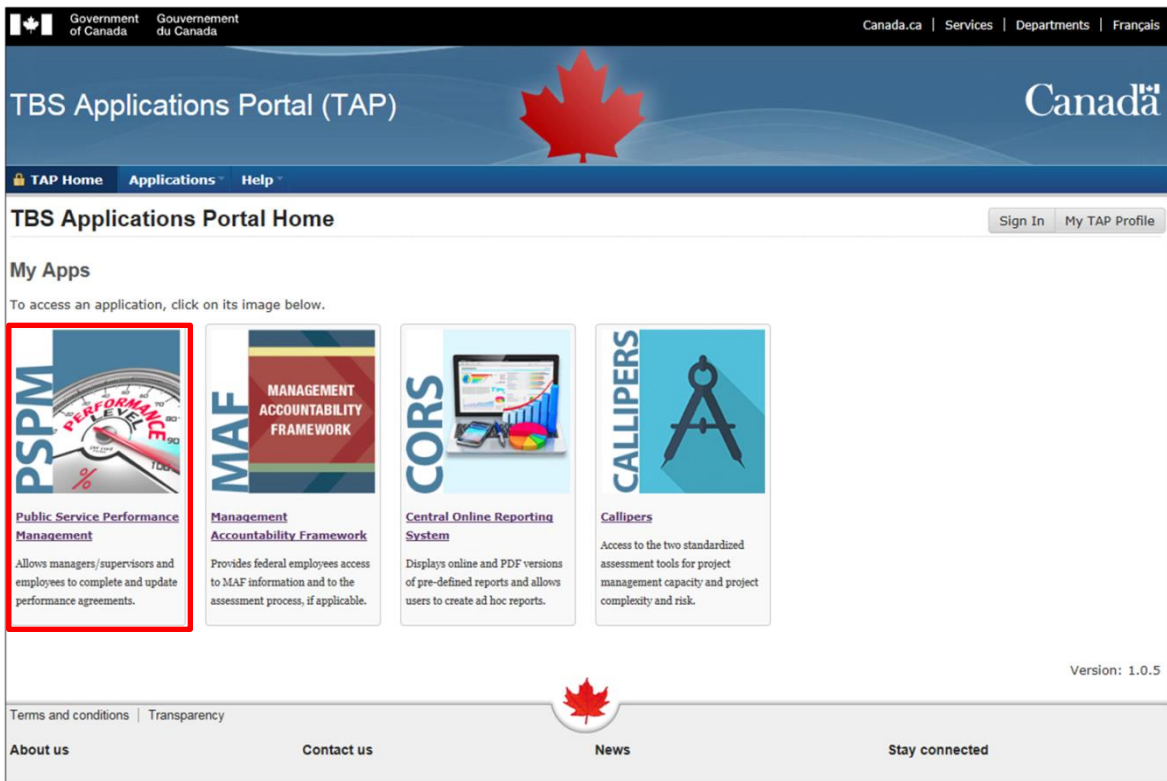 Government of Canada
Gouvernement du Canada
Canada.ca | Services | Departments | Français
TBS Applications Portal (TAP)
Canada
TAP Home Applications Help
TBS Applications Portal Home
Sign In My TAP Profile
My Apps
To access an application, click on its image below.
PSPM
PERFORMANCE
LEVEL
80
90
100
%
Public Service Performance
Management
Allows managers/supervisors and
employees to complete and update
performance agreements.
MAF
MANAGEMENT
ACCOUNTABILITY
FRAMEWORK
Management
Accountability Framework
Provides federal employees access
to MAF information and to the
assessment process, if applicable.
CORS
Central Online Reporting
System
Displays online and PDF versions
of pre-defined reports and allows
users to create ad hoc reports.
CALLIPERS
Callipers
Access to the two standardized
assessment tools for project
management capacity and project
complexity and risk.
Version: 1.0.5
Terms and conditions | Transparency
About us Contact us News Stay connected